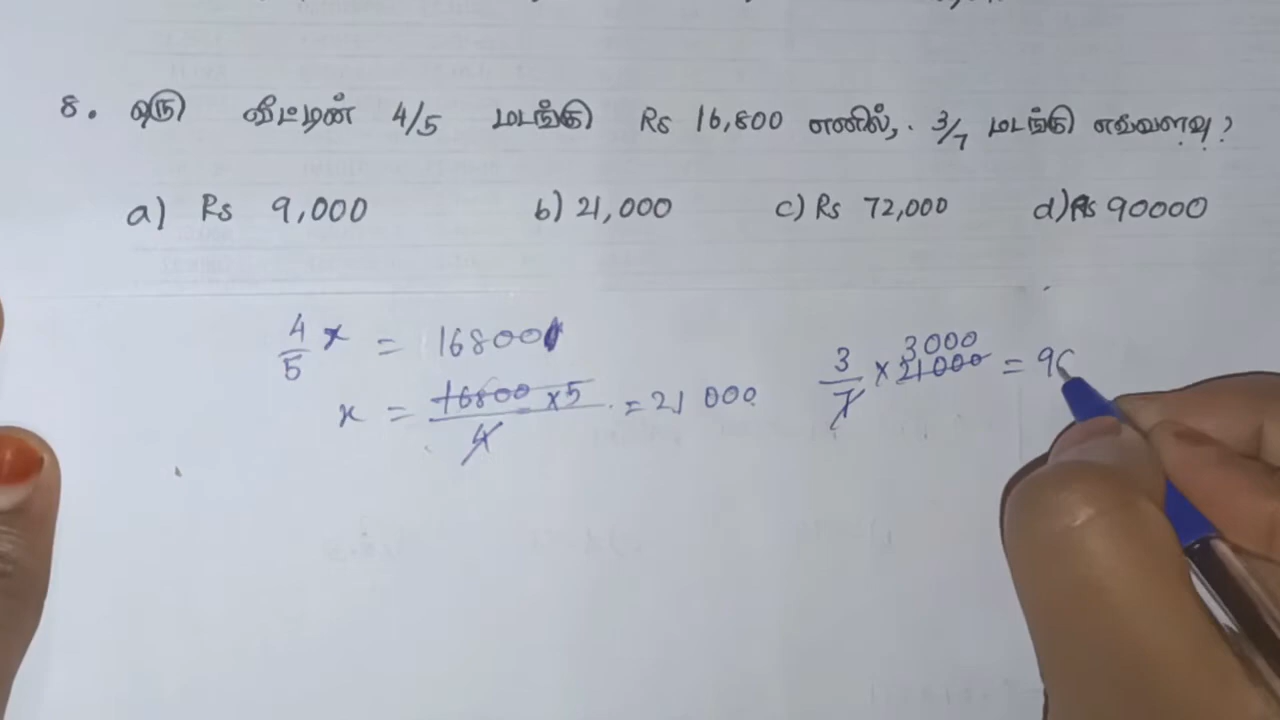 8. ஒரு வீட்டின் 4/5 மடங்கு Rs 16,800 எனில், 3/7 மடங்கு எவ்வளவு?
a) Rs 9,000 b) 21,000 c) Rs 72,000 d) Rs 90000
4/5 x = 16800
x = 16800 x 5 / 4 = 21 000
3/7 x 21000 3000 = 90